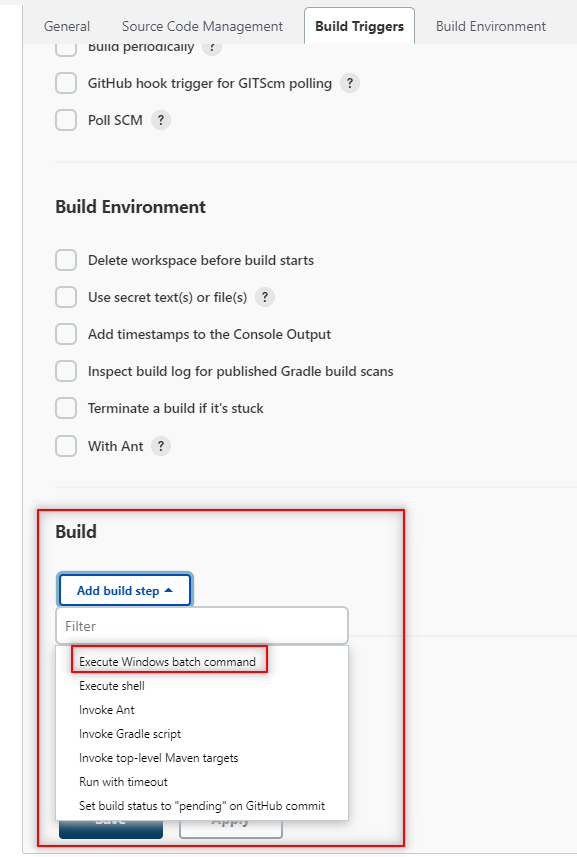 General Source Code Management Build Triggers Build Environment
Build periodically ?
GitHub hook trigger for GITScm polling ?
Poll SCM ?
Build Environment
Delete workspace before build starts
Use secret text(s) or file(s) ?
Add timestamps to the Console Output
Inspect build log for published Gradle build scans
Terminate a build if it's stuck
With Ant ?
Build
Add build step
Filter
Execute Windows batch command
Execute shell
Invoke Ant
Invoke Gradle script
Invoke top-level Maven targets
Run with timeout
Set build status to "pending" on GitHub commit
Save Apply